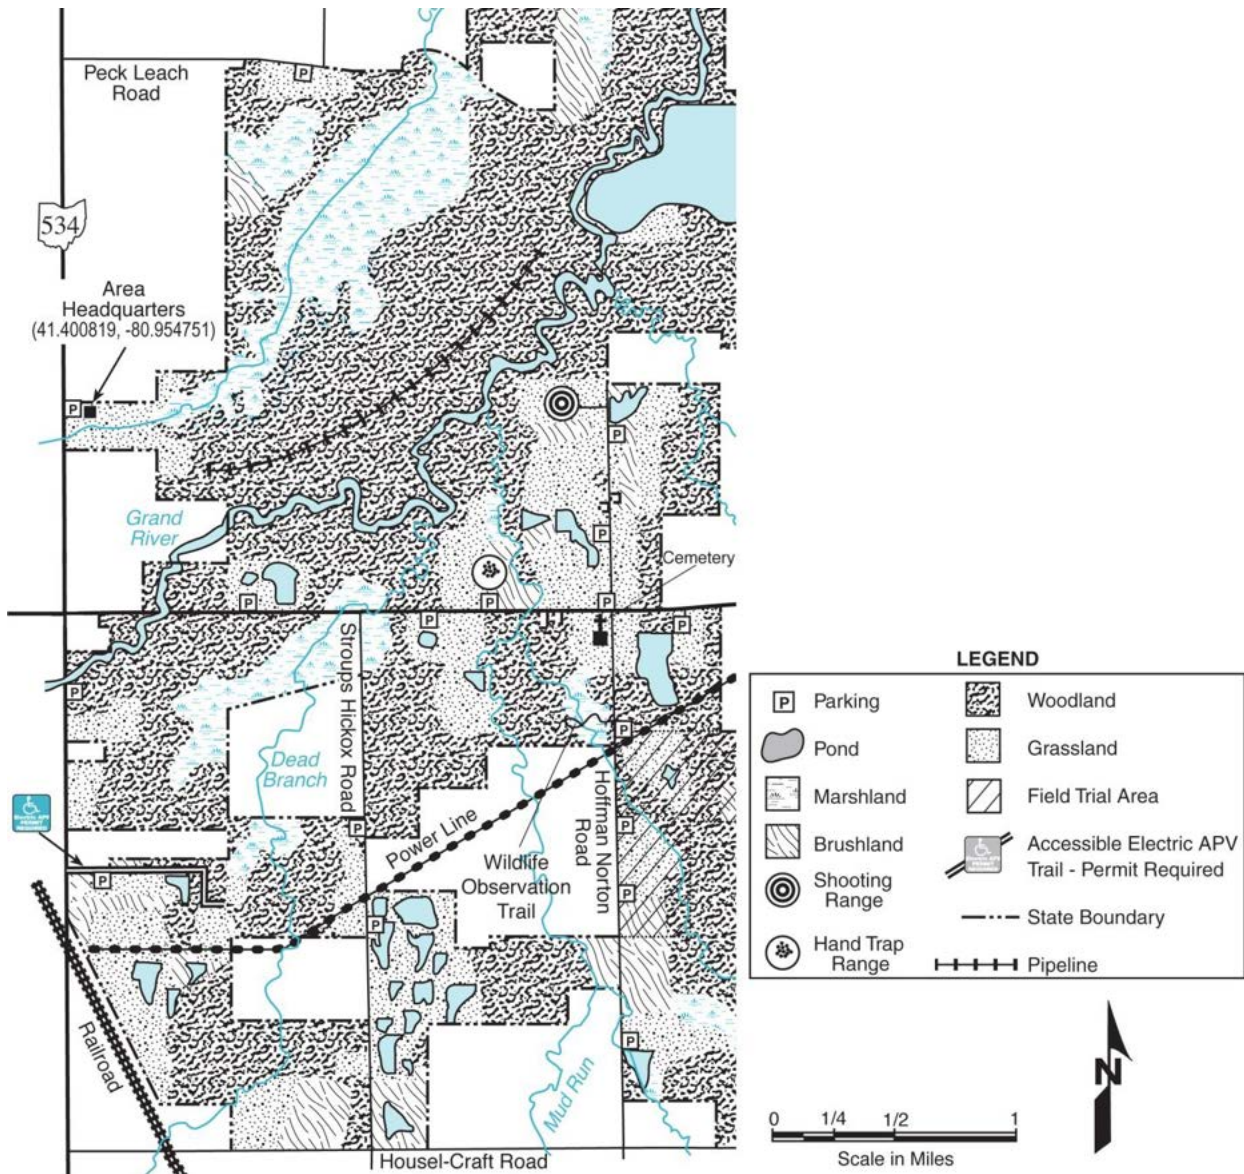 Peck Leach
Road
P
534
Area
Headquarters
(41.400819, -80.954751)
P
P
Grand
River
P
Cemetery
P
P
P
P
P
Stroups Hickox Road
P
P
Dead
Branch
Hoffman Norton
Road
P
Power Line
P
P
Wildlife
Observation
Trail
P
P
P
Railroad
Mud Run
P
Housel-Craft Road
LEGEND
P Parking
Pond
Marshland
Brushland
Shooting
Range
Hand Trap
Range
Woodland
Grassland
Field Trial Area
Accessible Electric APV
Trail - Permit Required
State Boundary
Pipeline
N
0 1/4 1/2 1
Scale in Miles